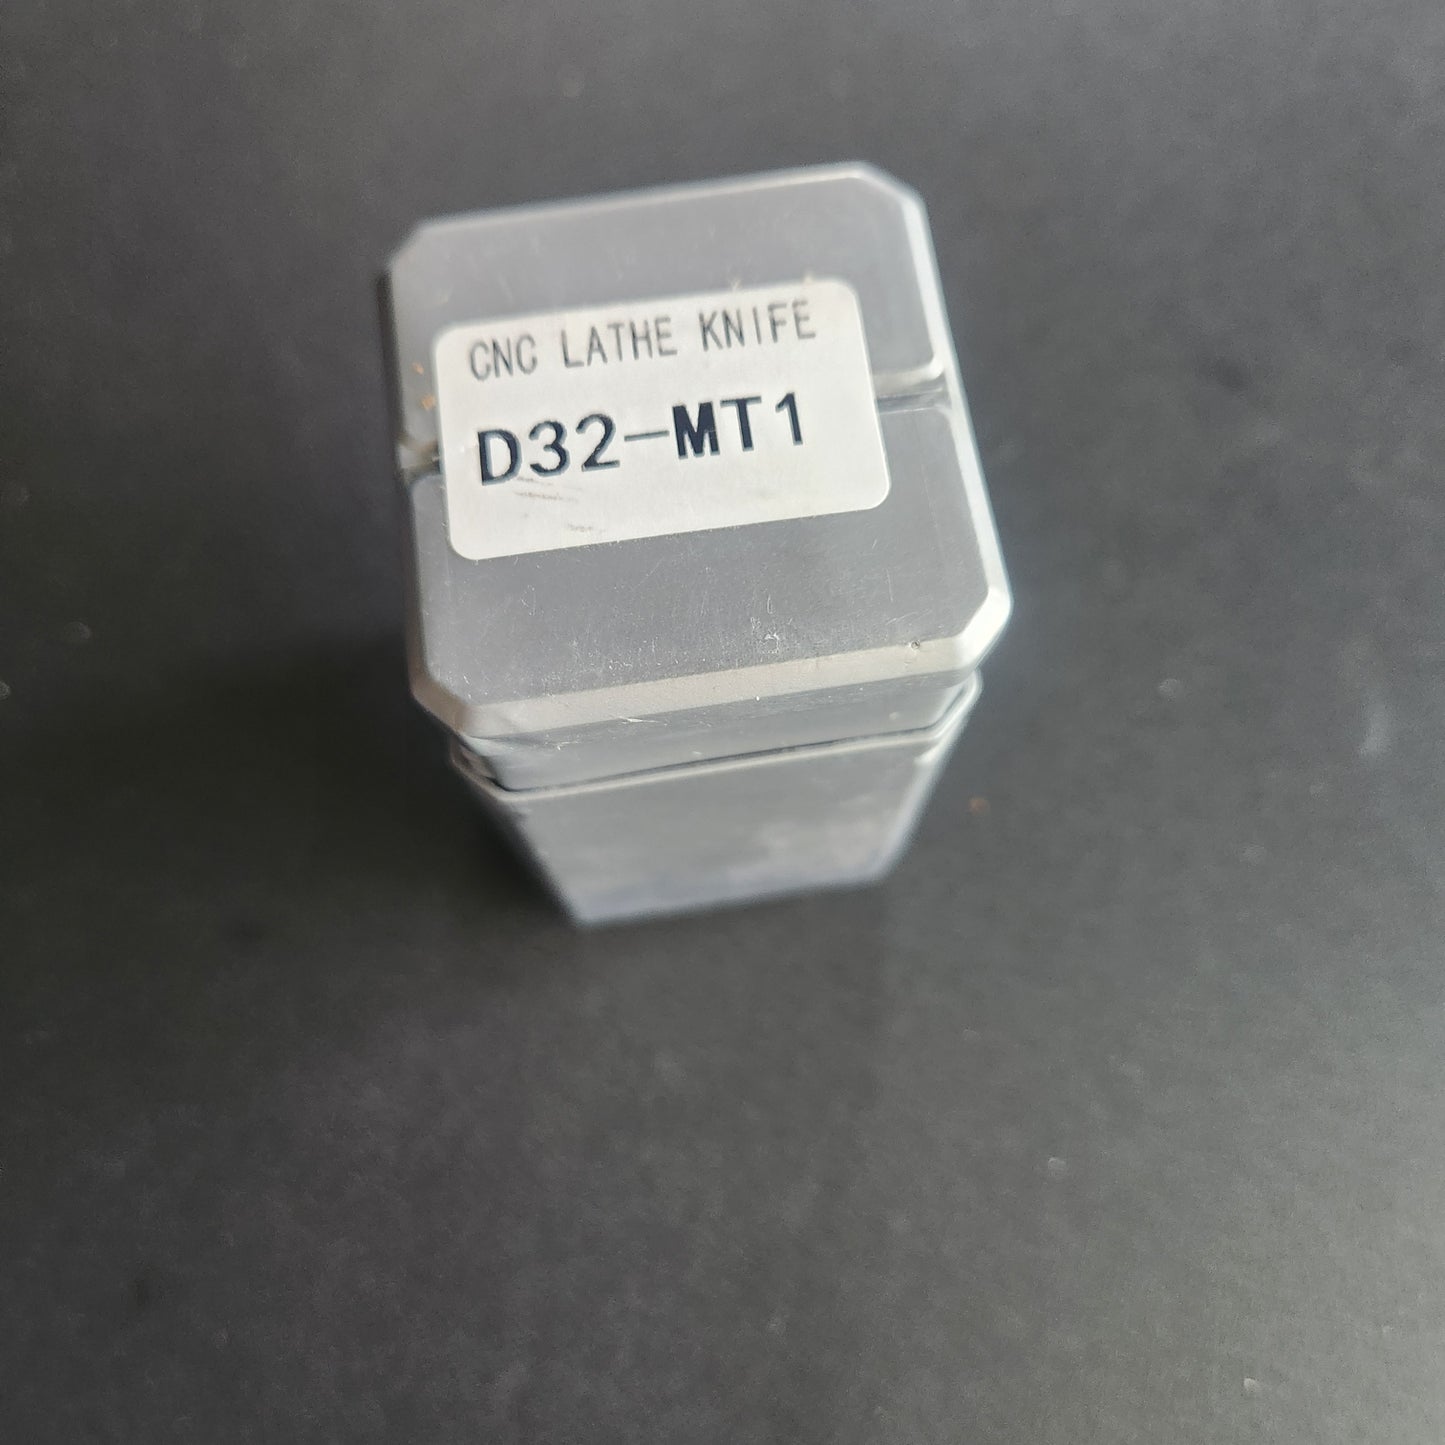 CNC LATHE KNIFE
D32-MT1